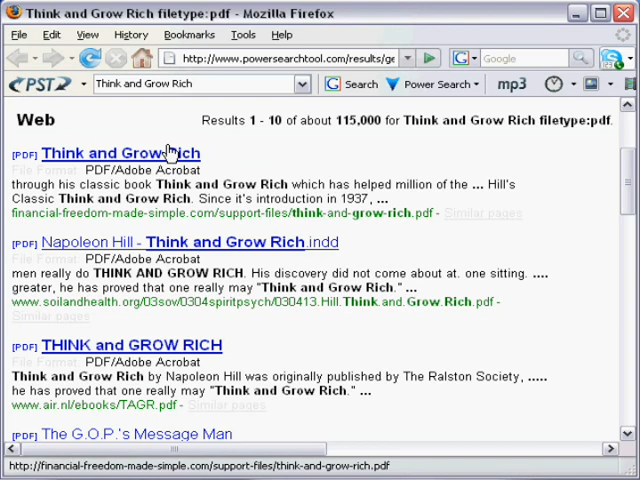 Think and Grow Rich filetype:pdf - Mozilla Firefox
File Edit View History Bookmarks Tools Help
http://www.powersearchtool.com/results/ge
Google
PST Think and Grow Rich Search Power Search mp3
Web Results 1 - 10 of about 115,000 for Think and Grow Rich filetype:pdf.
[PDF] Think and Grow Rich
File Format: PDF/Adobe Acrobat
through his classic book Think and Grow Rich which has helped million of the ... Hill's
Classic Think and Grow Rich. Since it's introduction in 1937, ...
financial-freedom-made-simple.com/support-files/think-and-grow-rich.pdf - Similar pages
[PDF] Napoleon Hill - Think and Grow Rich.indd
File Format: PDF/Adobe Acrobat
men really do THINK AND GROW RICH. His discovery did not come about at. one sitting. ....
greater, he has proved that one really may "Think and Grow Rich." ...
www.soilandhealth.org/03sov/0304spiritpsych/030413.Hill.Think.and.Grow.Rich.pdf -
Similar pages
[PDF] THINK and GROW RICH
File Format: PDF/Adobe Acrobat
Think and Grow Rich by Napoleon Hill was originally published by The Ralston Society, .....
he has proved that one really may "Think and Grow Rich." ...
www.air.nl/ebooks/TAGR.pdf - Similar pages
[PDF] The G.O.P.'s Message Man
http://financial-freedom-made-simple.com/support-files/think-and-grow-rich.pdf